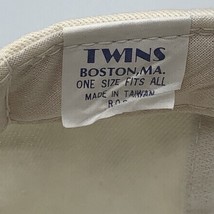 TWINS
BOSTON,MA.
ONE SIZE FITS ALL
MADE IN TAIWAN
R.O.